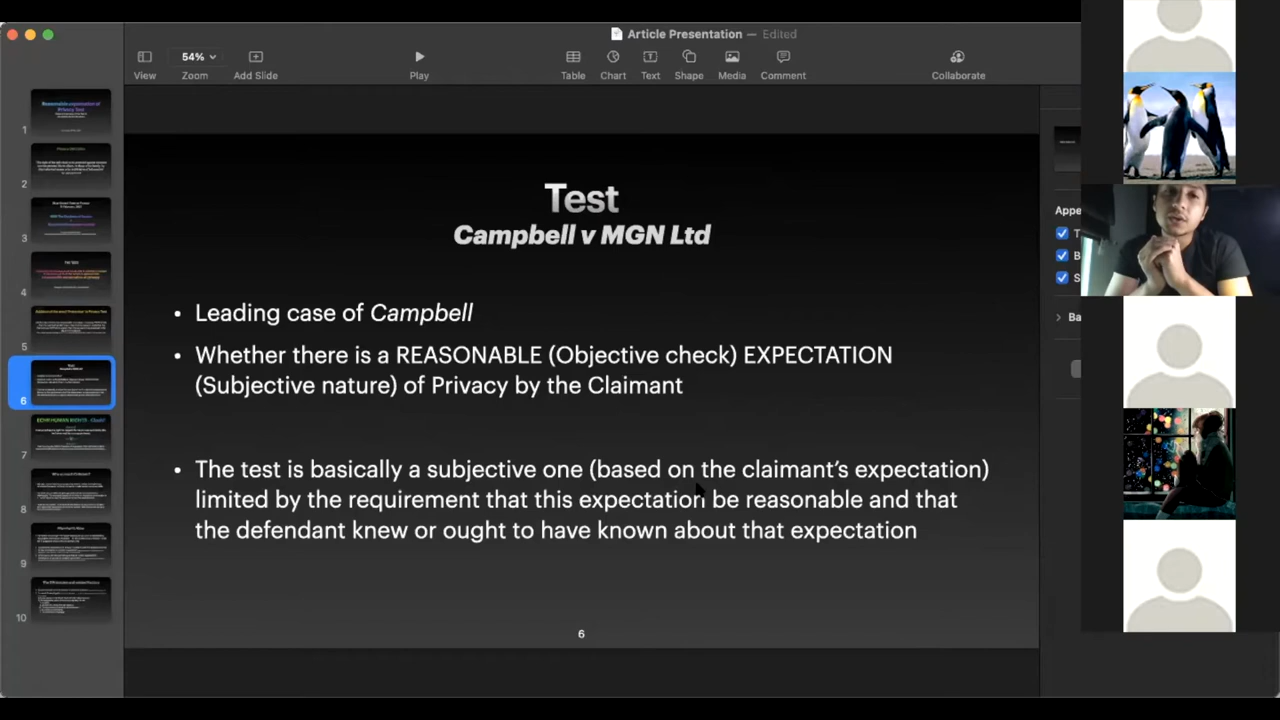 Article Presentation — Edited
54%
View
Zoom
Add Slide
Play
Table
Chart
Text
Shape
Media
Comment
Collaborate
1
2
3
4
5
6
7
8
9
10
Test
Campbell v MGN Ltd
• Leading case of Campbell
• Whether there is a REASONABLE (Objective check) EXPECTATION
(Subjective nature) of Privacy by the Claimant
• The test is basically a subjective one (based on the claimant’s expectation)
limited by the requirement that this expectation be reasonable and that
the defendant knew or ought to have known about that expectation
6
Appe
T
B
S
Ba